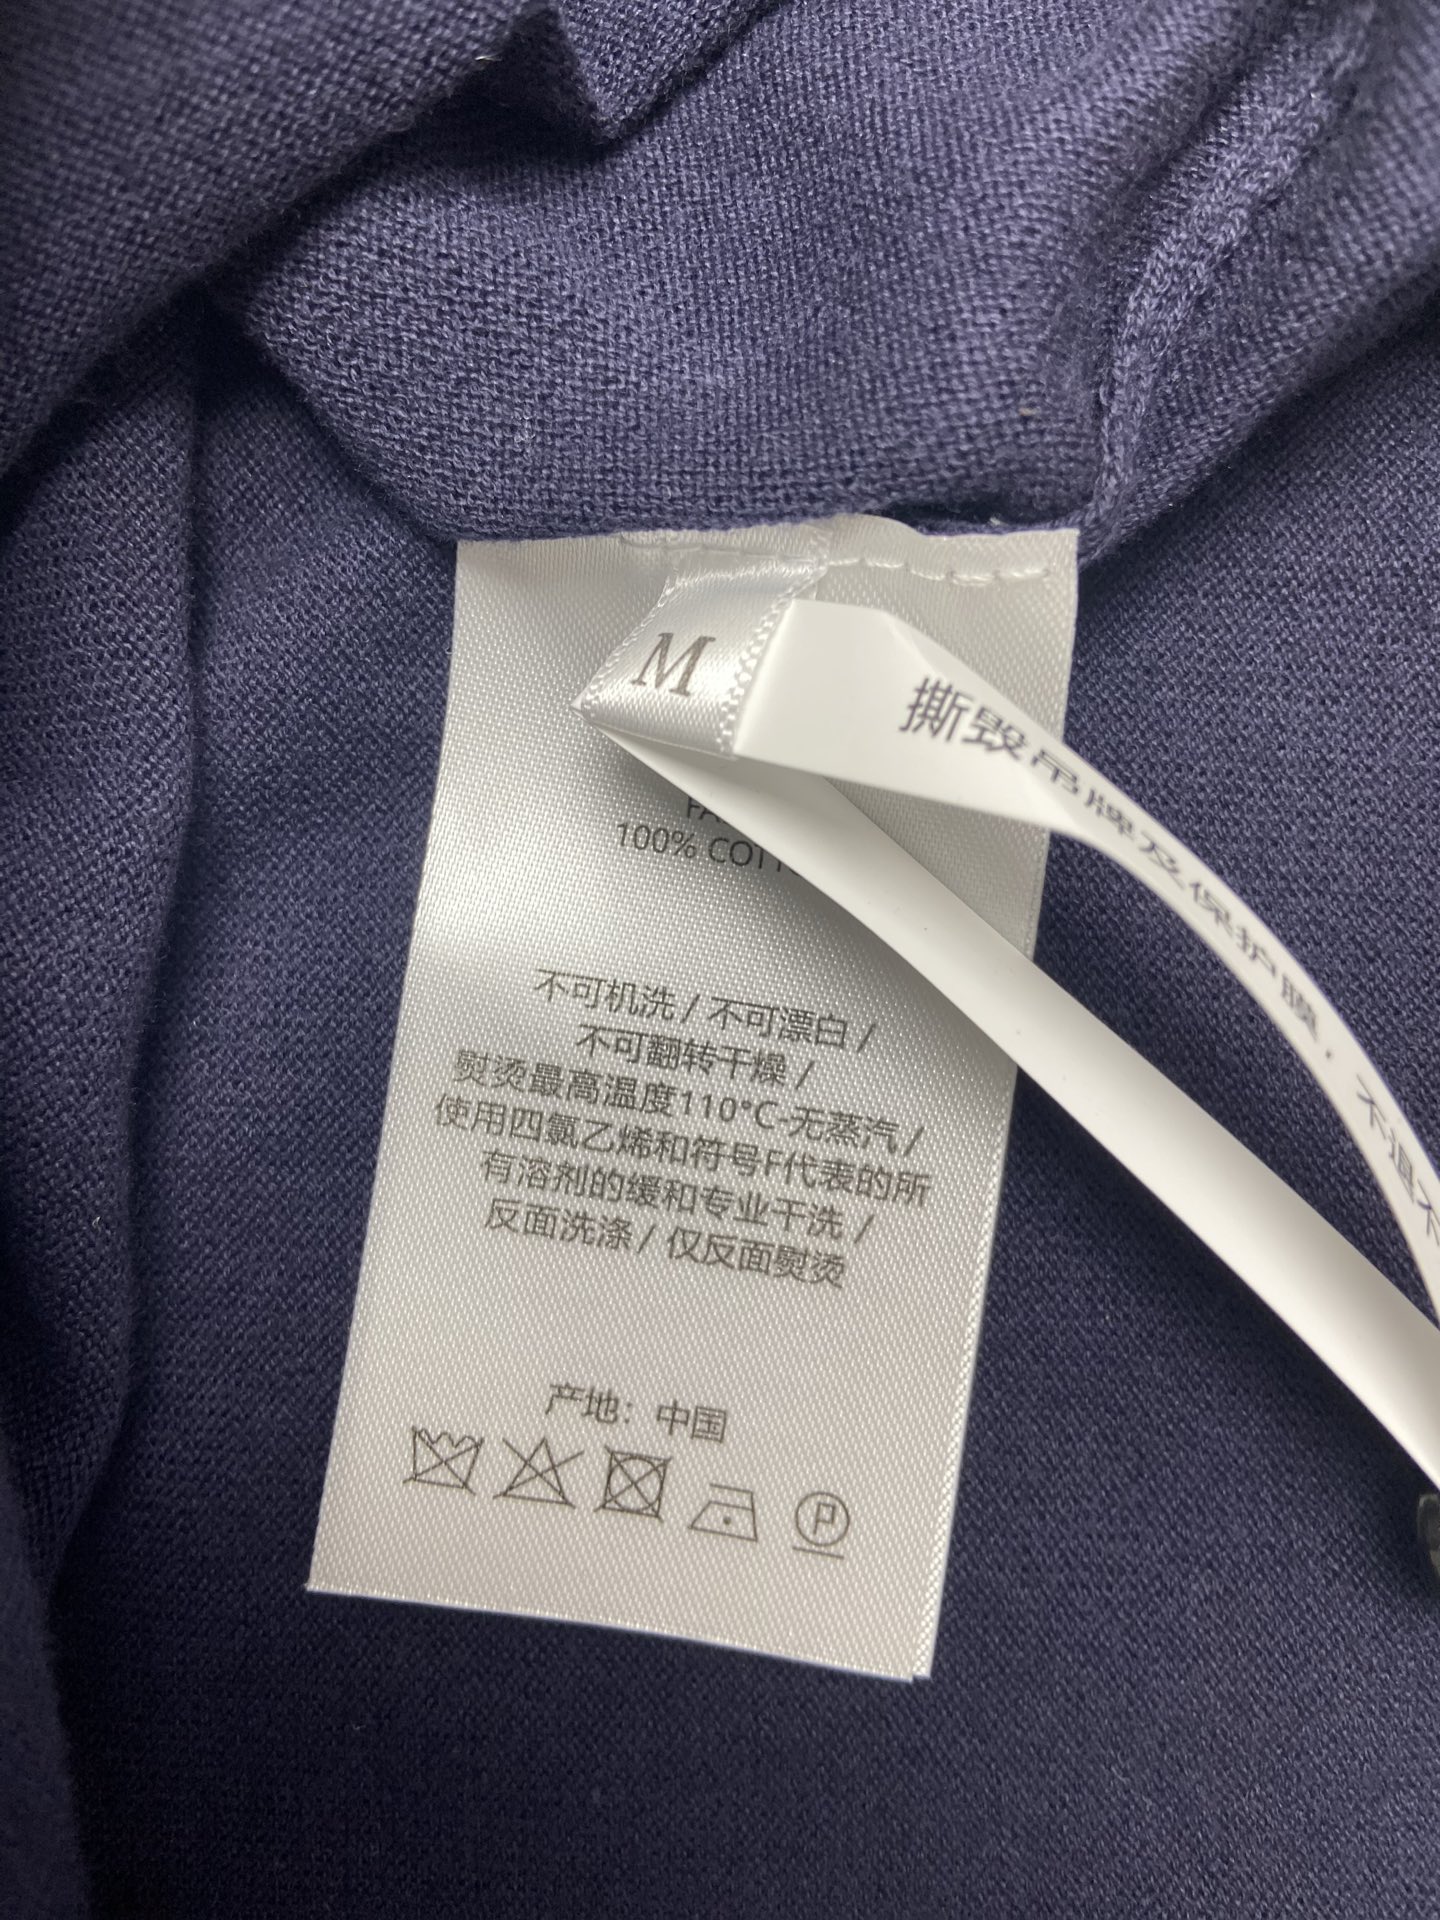 M
撕毁吊牌及保护膜，不退不
100%
不可机洗 / 不可漂白 /
不可翻转干燥 /
熨烫最高温度110°C-无蒸汽 /
使用四氯乙烯和符号F代表的所
有溶剂的缓和专业干洗 /
反面洗涤 / 仅反面熨烫
产地：中国
P